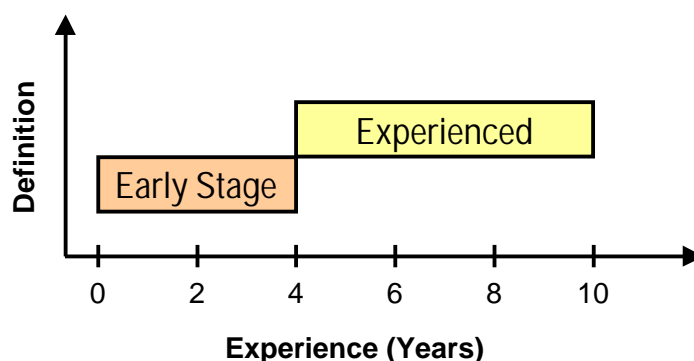 Definition
Experienced
Early Stage
0 2 4 6 8 10
Experience (Years)